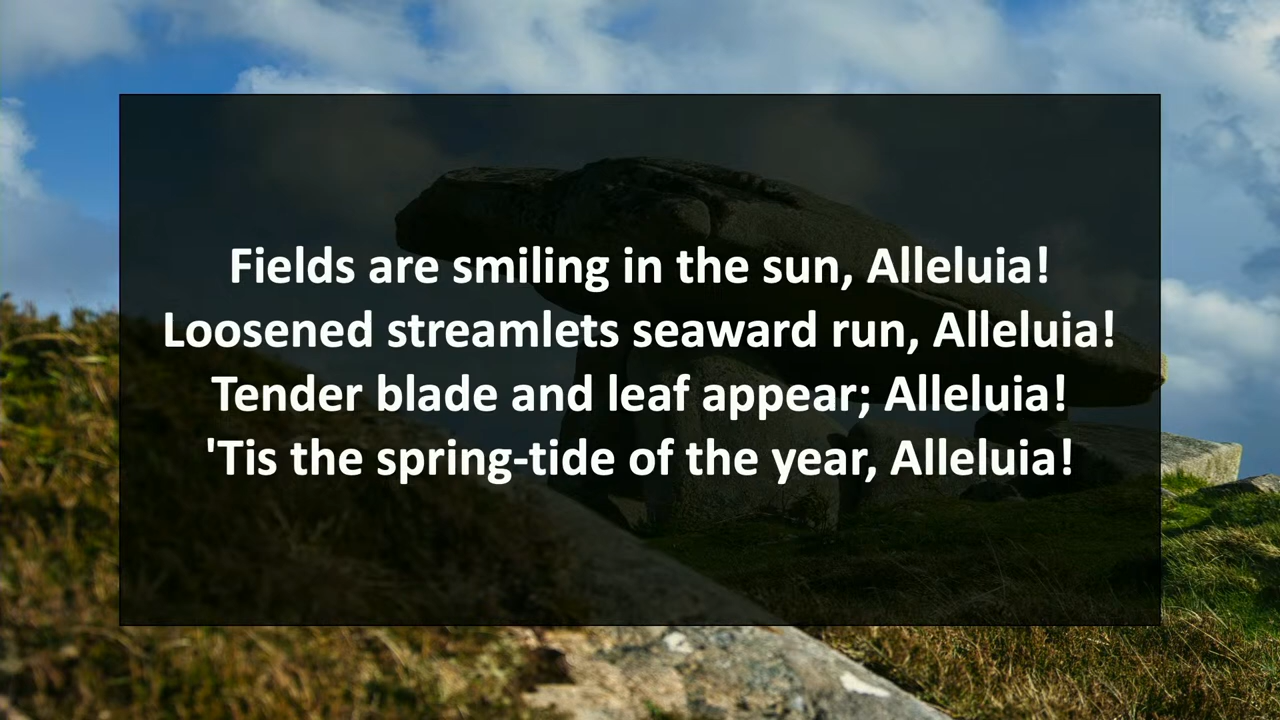 Fields are smiling in the sun, Alleluia!
Loosened streamlets seaward run, Alleluia!
Tender blade and leaf appear; Alleluia!
'Tis the spring-tide of the year, Alleluia!